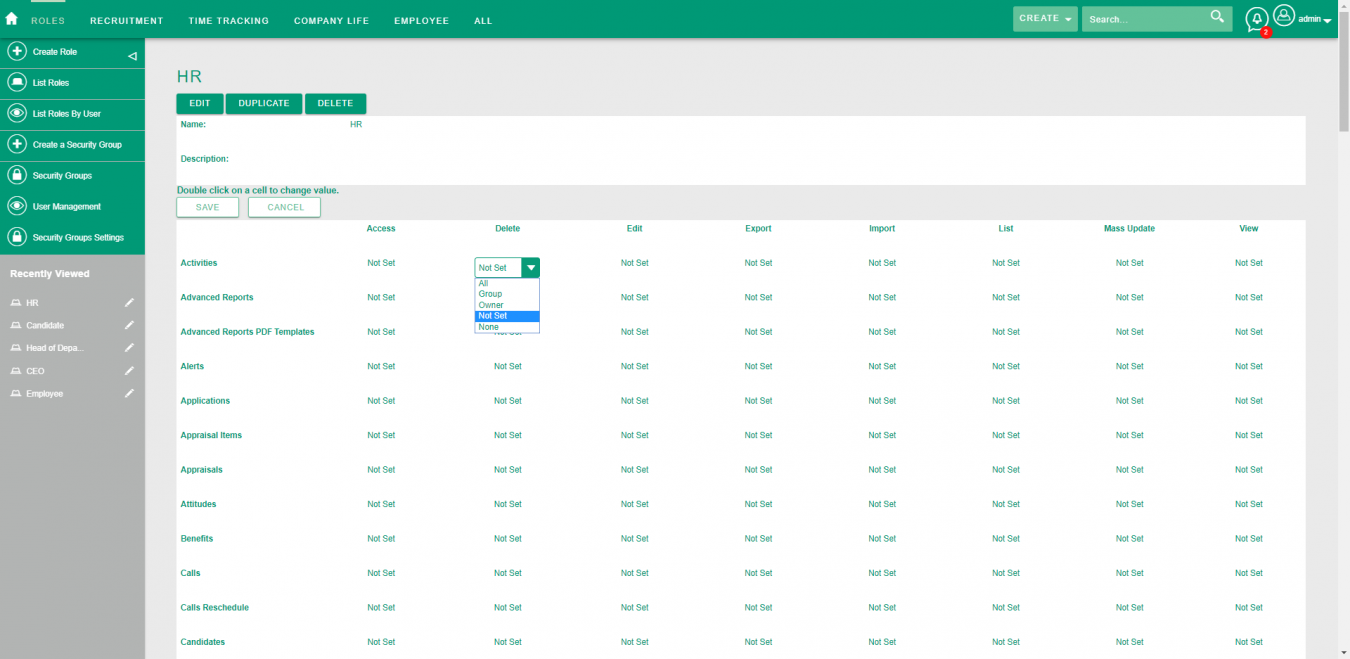 ROLES RECRUITMENT TIME TRACKING COMPANY LIFE EMPLOYEE ALL CREATE Search... 2 admin
Create Role
List Roles
List Roles By User
Create a Security Group
Security Groups
User Management
Security Groups Settings
Recently Viewed
HR
Candidate
Head of Depa...
CEO
Employee
HR
EDIT DUPLICATE DELETE
Name: HR
Description:
Double click on a cell to change value.
SAVE CANCEL
Access Delete Edit Export Import List Mass Update View
Activities Not Set Not Set Not Set Not Set Not Set Not Set Not Set Not Set
All
Group
Owner
Not Set
None
Advanced Reports Not Set Not Set Not Set Not Set Not Set Not Set Not Set
Advanced Reports PDF Templates Not Set Not Set Not Set Not Set Not Set Not Set Not Set
Alerts Not Set Not Set Not Set Not Set Not Set Not Set Not Set Not Set
Applications Not Set Not Set Not Set Not Set Not Set Not Set Not Set Not Set
Appraisal Items Not Set Not Set Not Set Not Set Not Set Not Set Not Set Not Set
Appraisals Not Set Not Set Not Set Not Set Not Set Not Set Not Set Not Set
Attitudes Not Set Not Set Not Set Not Set Not Set Not Set Not Set Not Set
Benefits Not Set Not Set Not Set Not Set Not Set Not Set Not Set Not Set
Calls Not Set Not Set Not Set Not Set Not Set Not Set Not Set Not Set
Calls Reschedule Not Set Not Set Not Set Not Set Not Set Not Set Not Set Not Set
Candidates Not Set Not Set Not Set Not Set Not Set Not Set Not Set Not Set